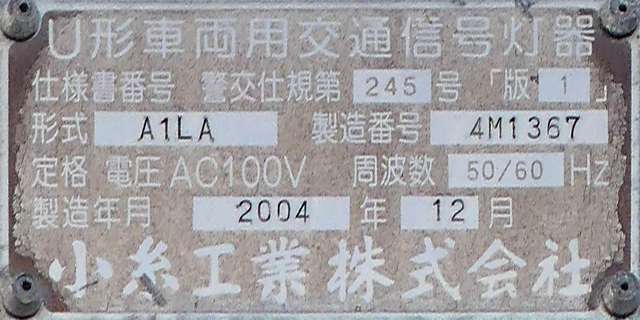 U形車両用交通信号灯器
仕様書番号 警交仕規第 245 号 「版 1」
形式 A1LA 製造番号 4M1367
定格 電圧 AC100V 周波数 50/60 Hz
製造年月 2004 年 12 月
小糸工業株式会社